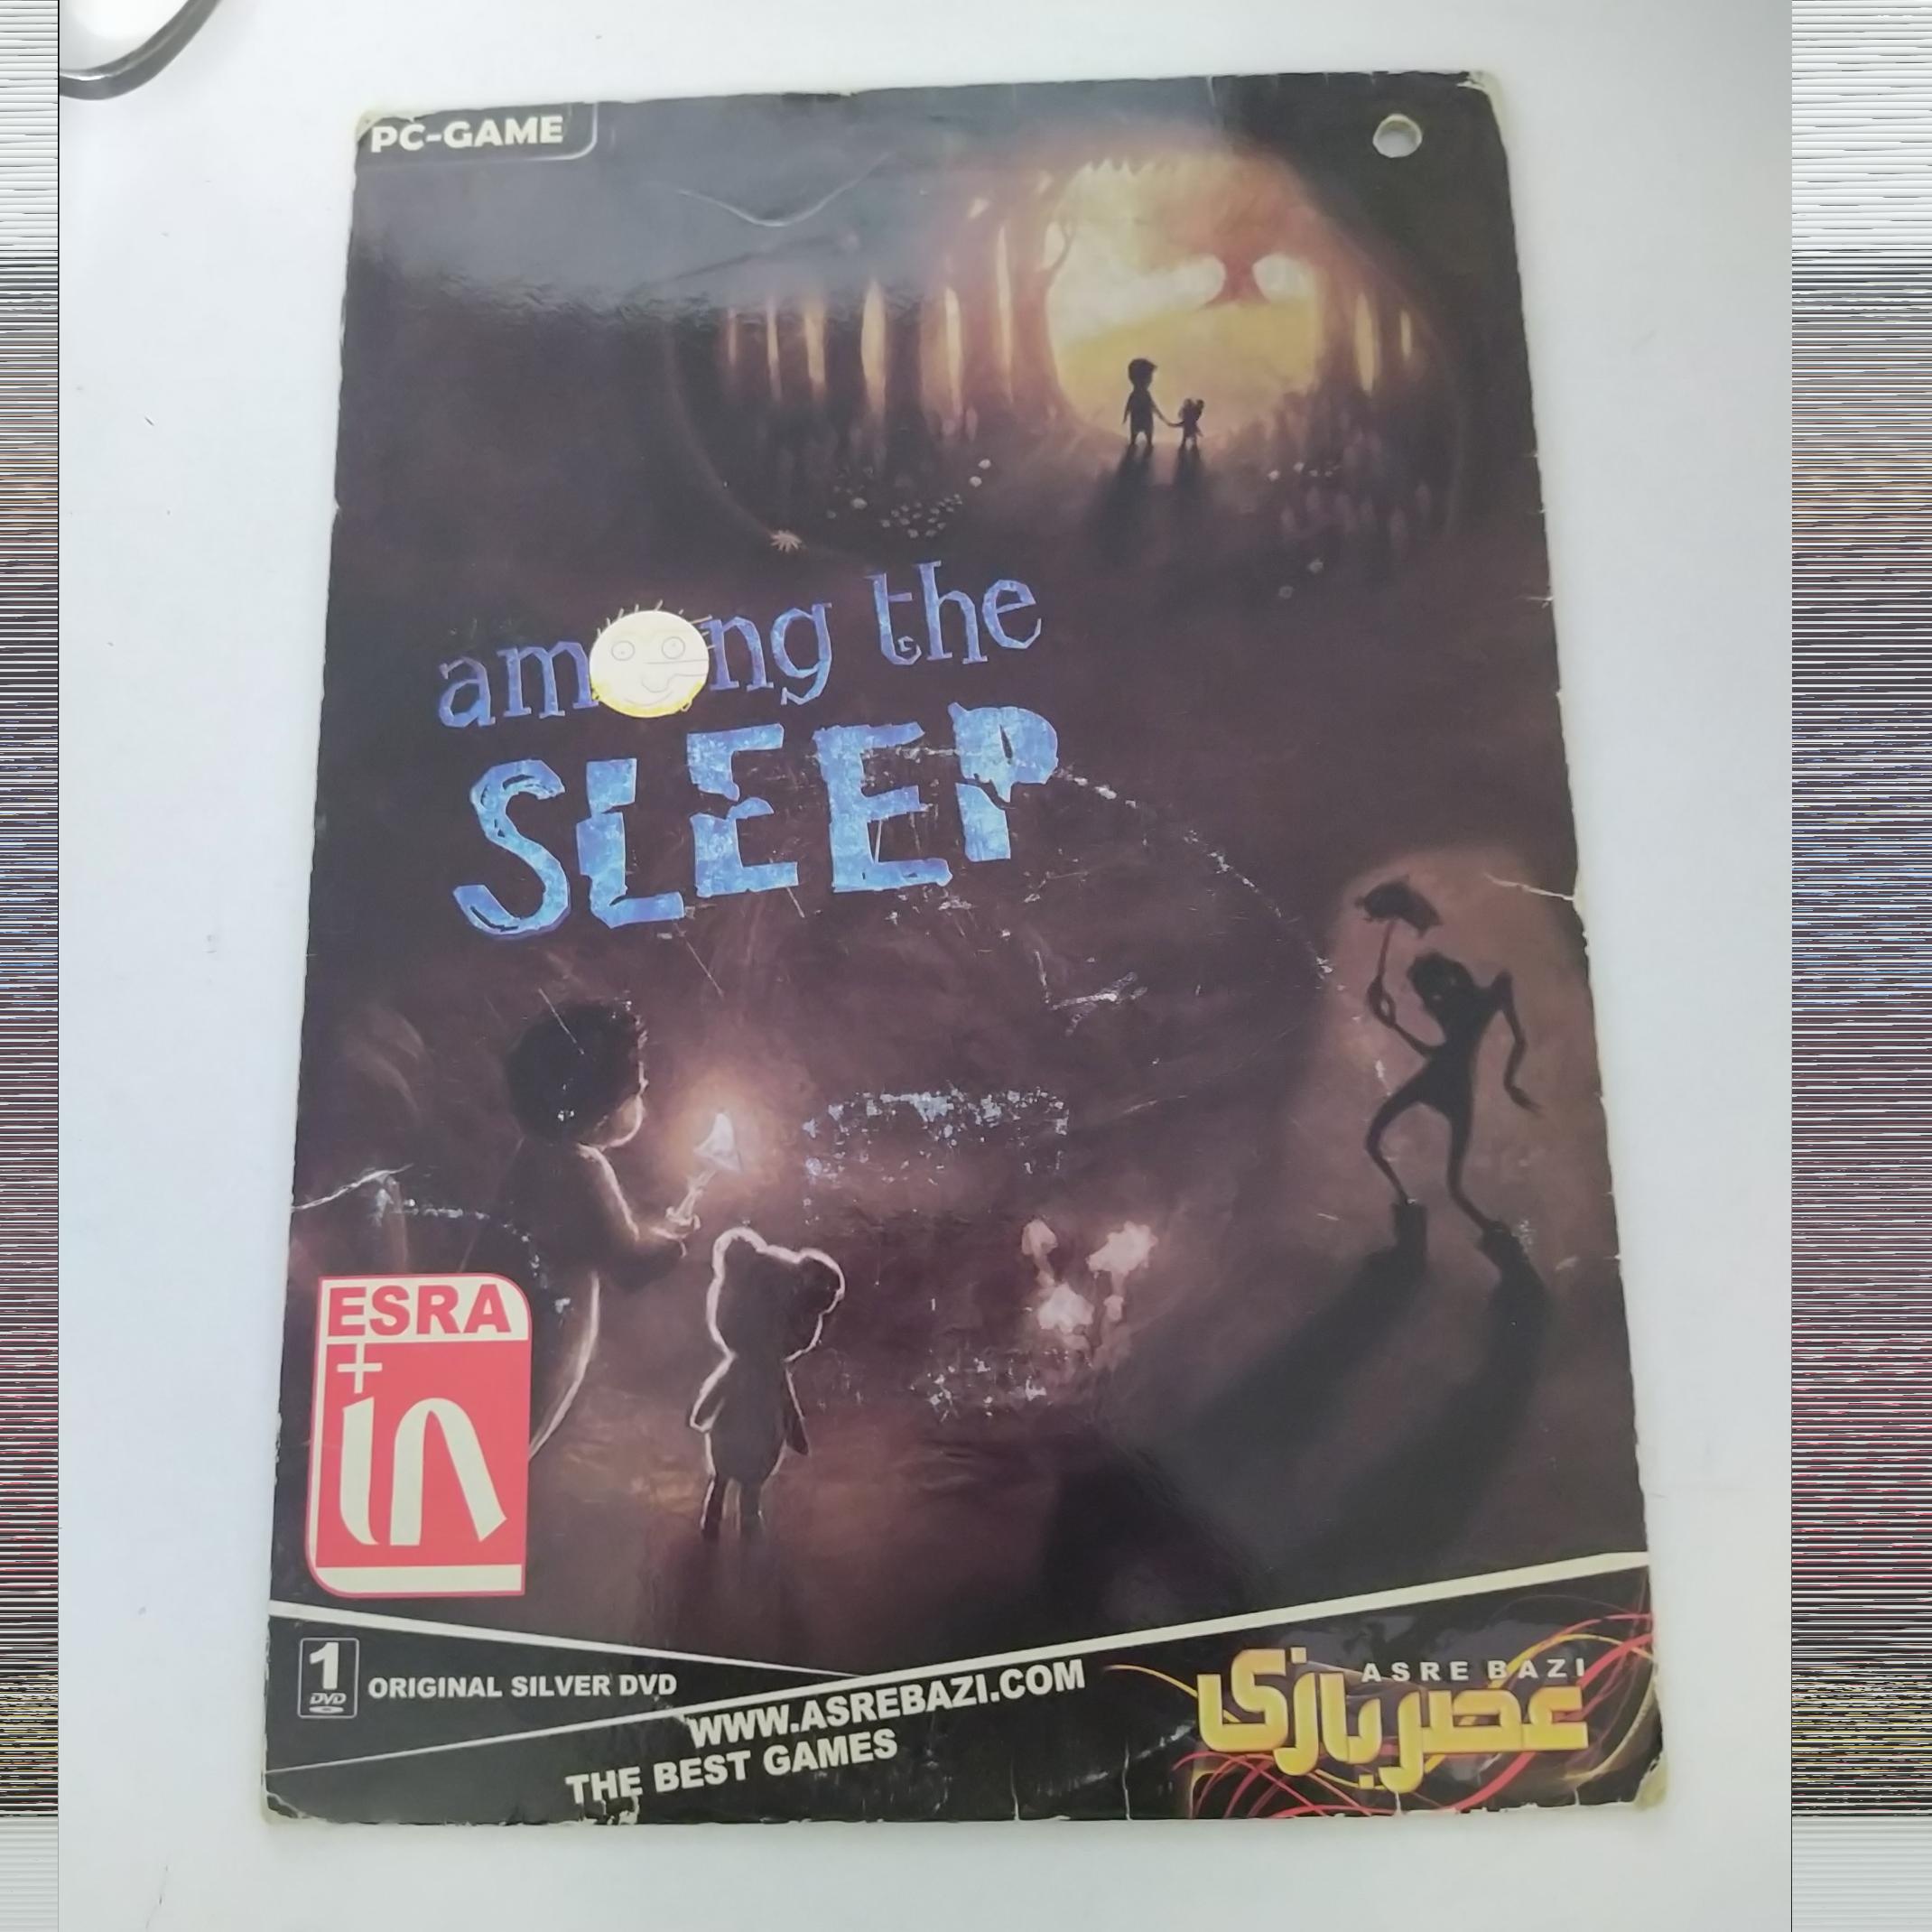 PC-GAME
among the
SLEEP
ESRA
+۱۸
1
DVD
ORIGINAL SILVER DVD
WWW.ASREBAZI.COM
THE BEST GAMES
ASRE BAZI
عصر بازی